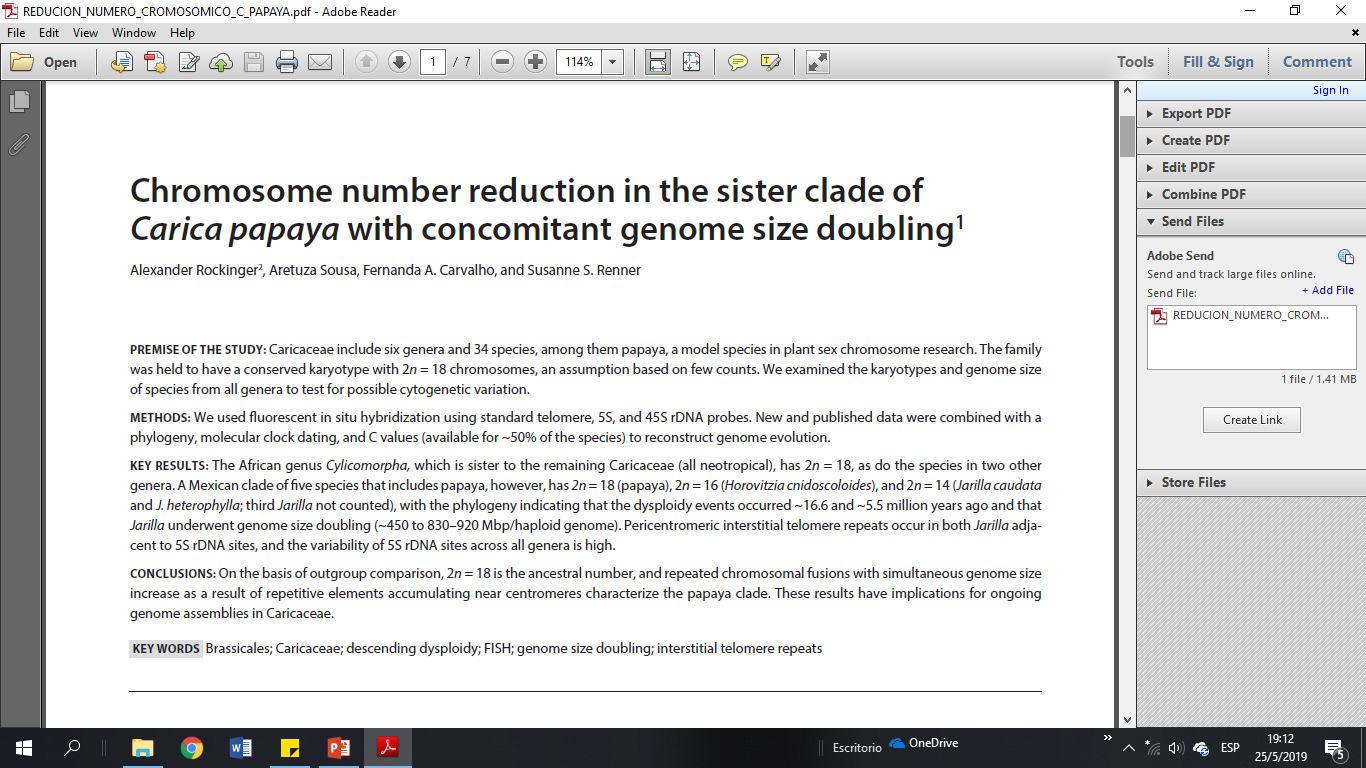 REDUCION_NUMERO_CROMOSOMICO_C_PAPAYA.pdf - Adobe Reader
File Edit View Window Help
Open 1 / 7 114% Tools Fill & Sign Comment
Sign In
Export PDF
Create PDF
Edit PDF
Combine PDF
Send Files
Adobe Send
Send and track large files online.
Send File: + Add File
REDUCION_NUMERO_CROM...
1 file / 1.41 MB
Create Link
Store Files
Chromosome number reduction in the sister clade of
Carica papaya with concomitant genome size doubling1
Alexander Rockinger2, Aretuza Sousa, Fernanda A. Carvalho, and Susanne S. Renner
PREMISE OF THE STUDY: Caricaceae include six genera and 34 species, among them papaya, a model species in plant sex chromosome research. The family
was held to have a conserved karyotype with 2n = 18 chromosomes, an assumption based on few counts. We examined the karyotypes and genome size
of species from all genera to test for possible cytogenetic variation.
METHODS: We used fluorescent in situ hybridization using standard telomere, 5S, and 45S rDNA probes. New and published data were combined with a
phylogeny, molecular clock dating, and C values (available for ~50% of the species) to reconstruct genome evolution.
KEY RESULTS: The African genus Cylicomorpha, which is sister to the remaining Caricaceae (all neotropical), has 2n = 18, as do the species in two other
genera. A Mexican clade of five species that includes papaya, however, has 2n = 18 (papaya), 2n = 16 (Horovitzia cnidoscoloides), and 2n = 14 (Jarilla caudata
and J. heterophylla; third Jarilla not counted), with the phylogeny indicating that the dysploidy events occurred ~16.6 and ~5.5 million years ago and that
Jarilla underwent genome size doubling (~450 to 830–920 Mbp/haploid genome). Pericentromeric interstitial telomere repeats occur in both Jarilla adja-
cent to 5S rDNA sites, and the variability of 5S rDNA sites across all genera is high.
CONCLUSIONS: On the basis of outgroup comparison, 2n = 18 is the ancestral number, and repeated chromosomal fusions with simultaneous genome size
increase as a result of repetitive elements accumulating near centromeres characterize the papaya clade. These results have implications for ongoing
genome assemblies in Caricaceae.
KEY WORDS Brassicales; Caricaceae; descending dysploidy; FISH; genome size doubling; interstitial telomere repeats
Escritorio OneDrive ESP 19:12
25/5/2019 5